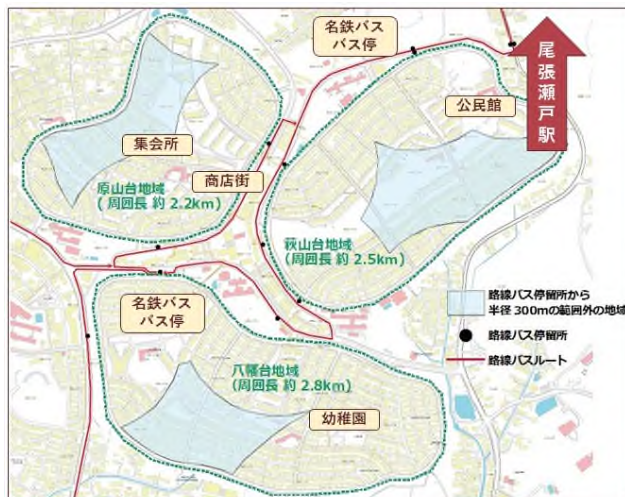 名鉄バス
バス停
尾張瀬戸駅
公民館
集会所
原山台地域
( 周囲長 約 2.2km)
商店街
萩山台地域
(周囲長 約 2.5km)
名鉄バス
バス停
路線バス停留所から
半径 300mの範囲外の地域
路線バス停留所
路線バスルート
八幡台地域
(周囲長 約 2.8km)
幼稚園